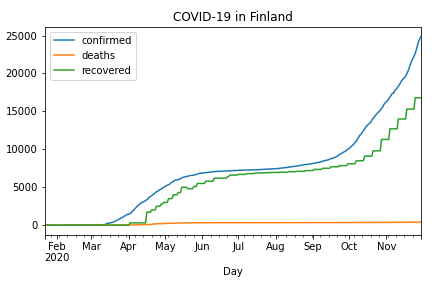 COVID-19 in Finland
confirmed
deaths
recovered
25000
20000
15000
10000
5000
0
Feb Mar Apr May Jun Jul Aug Sep Oct Nov
2020
Day